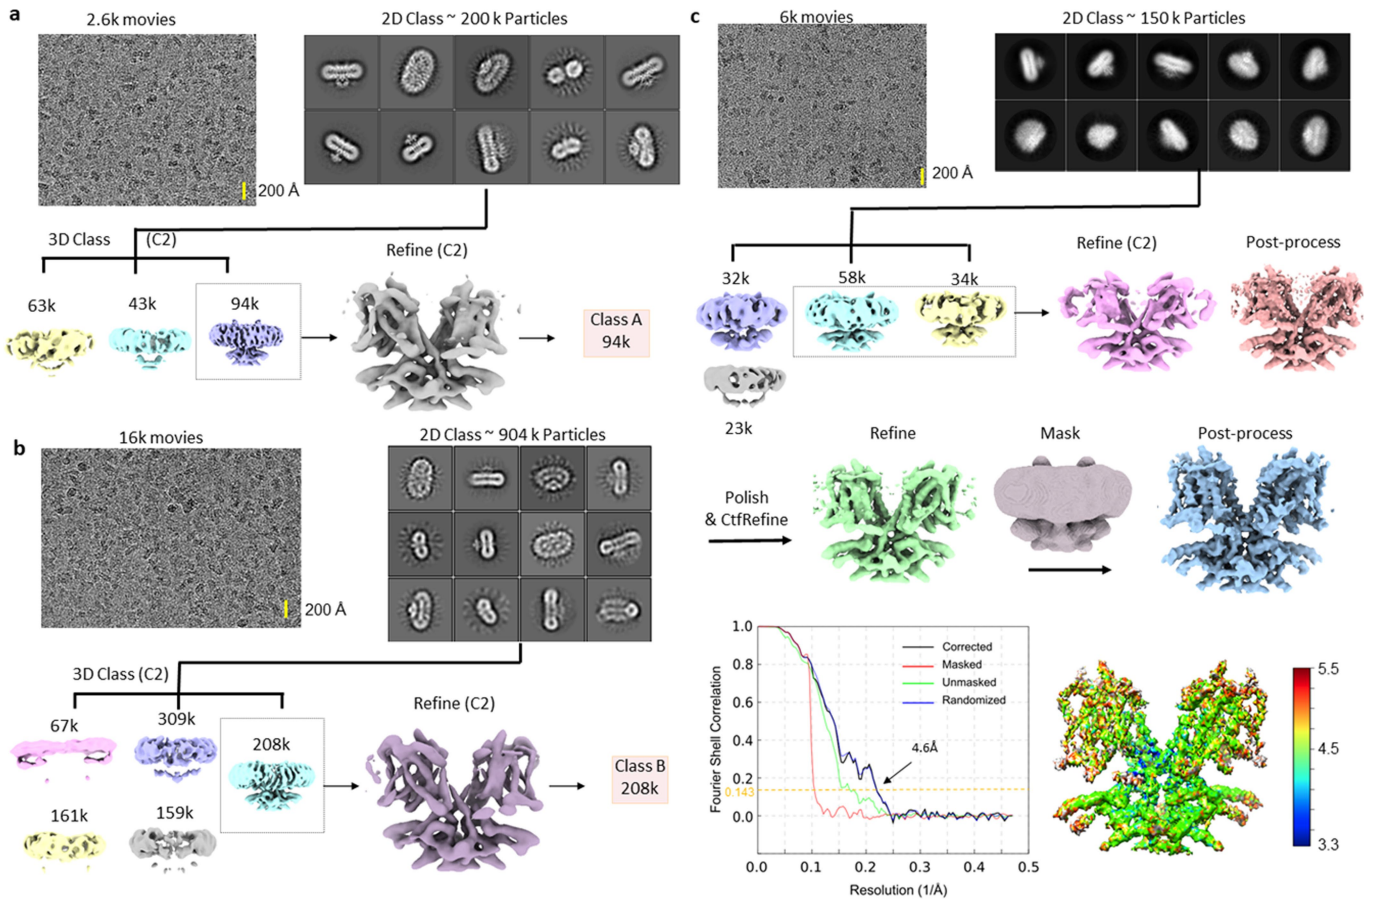 a
2.6k movies
2D Class ~ 200 k Particles
200 Å
3D Class (C2)
63k
43k
94k
Refine (C2)
Class A
94k
b
16k movies
2D Class ~ 904 k Particles
200 Å
3D Class (C2)
67k
309k
208k
161k
159k
Refine (C2)
Class B
208k
c
6k movies
2D Class ~ 150 k Particles
200 Å
32k
58k
34k
23k
Refine (C2)
Post-process
Polish
& CtfRefine
Refine
Mask
Post-process
Fourier Shell Correlation
1.0
0.8
0.6
0.4
0.2
0.143
0.0
Corrected
Masked
Unmasked
Randomized
4.6Å
0.0 0.1 0.2 0.3 0.4 0.5
Resolution (1/Å)
5.5
4.5
3.3